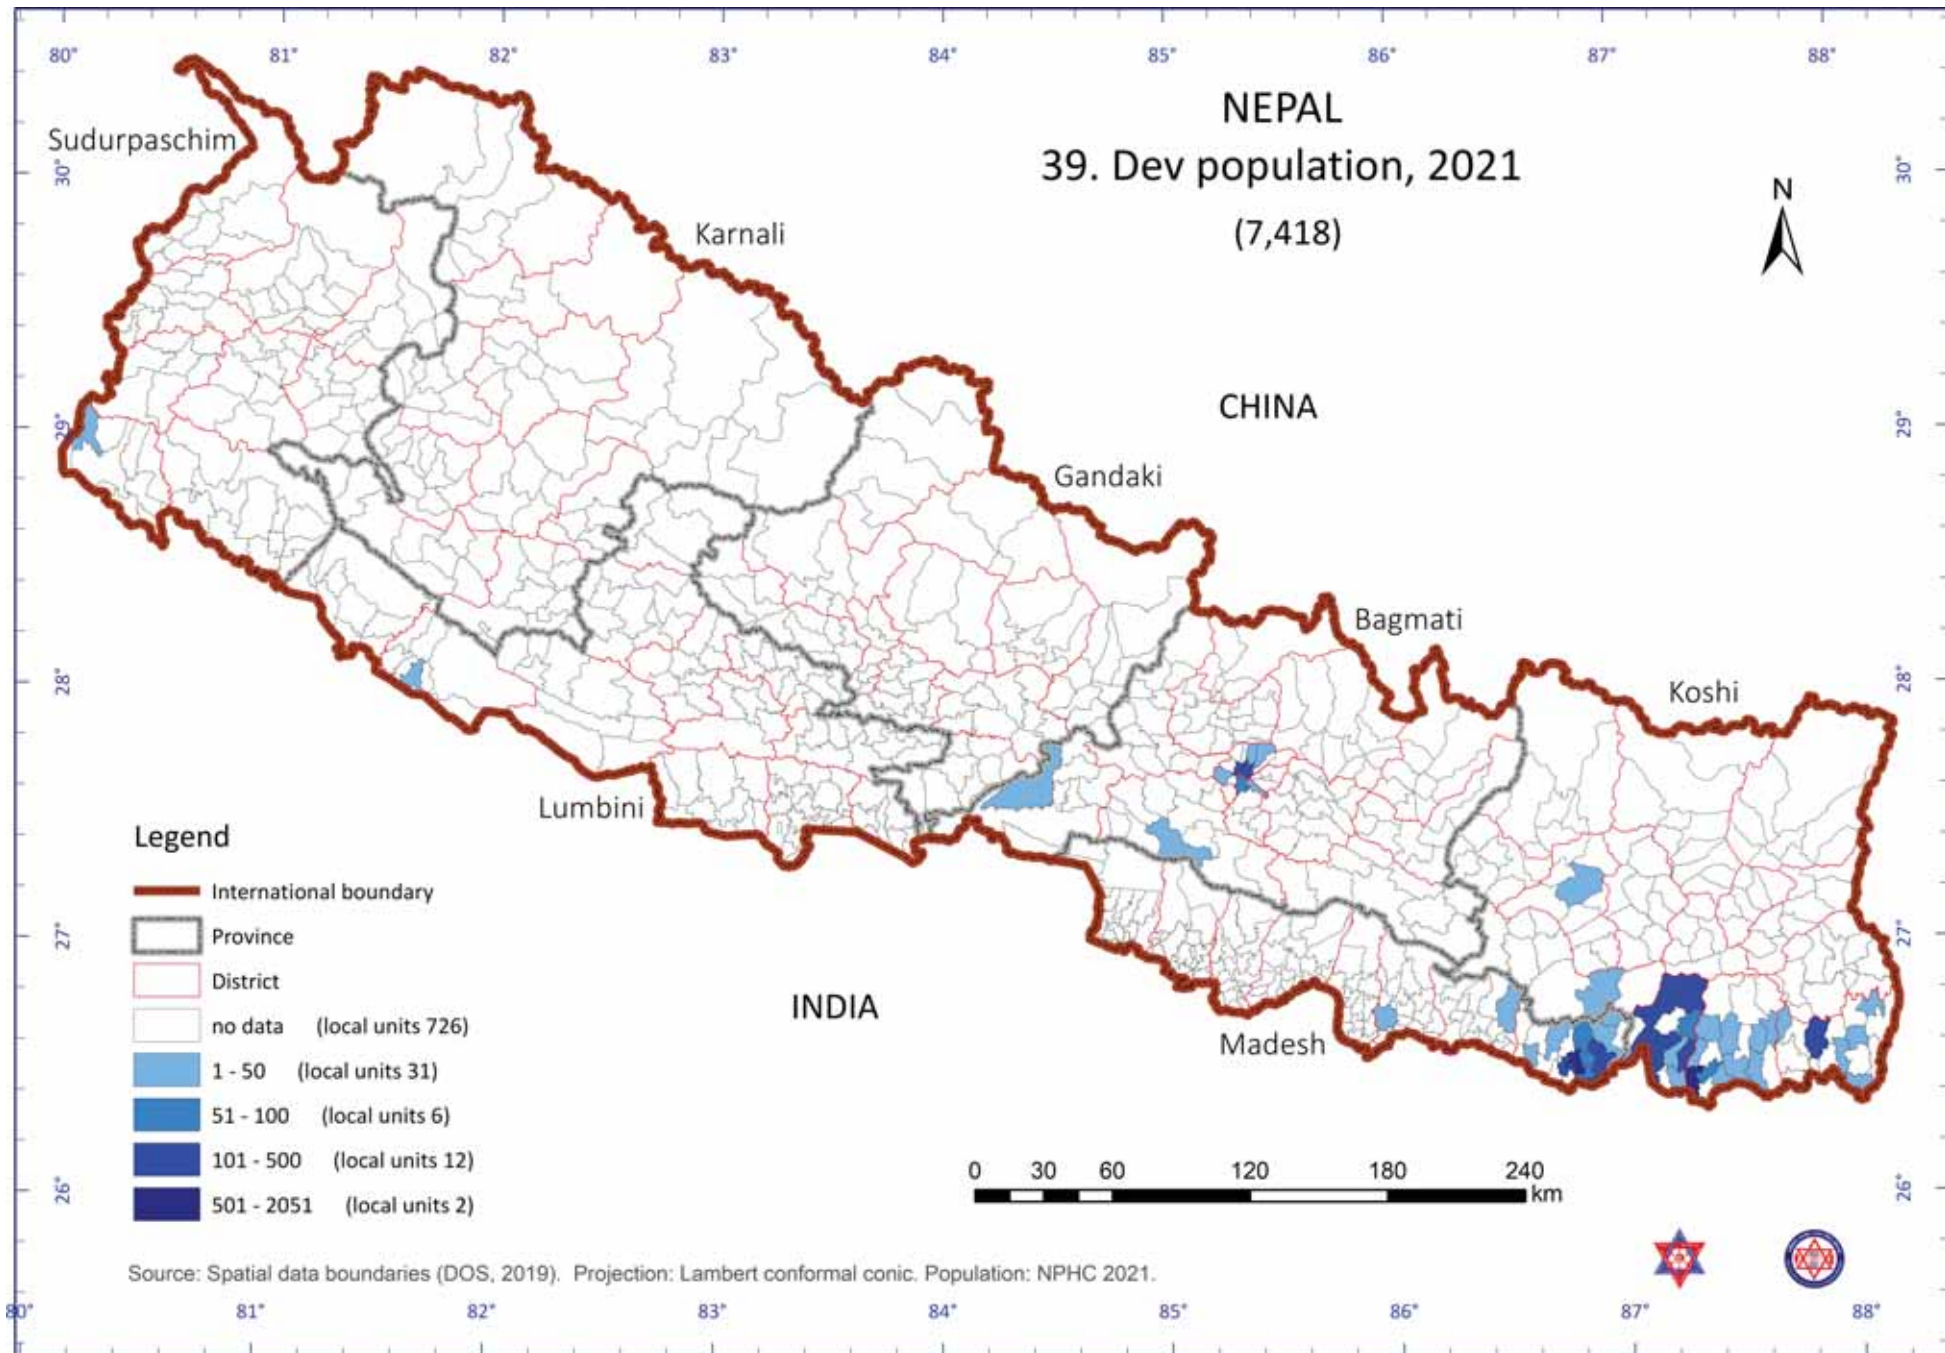 80° 81° 82° 83° 84° 85° 86° 87° 88°
NEPAL
39. Dev population, 2021
(7,418)
N
Sudurpaschim
30° 30°
Karnali
CHINA
29° 29°
Gandaki
Bagmati
28° 28°
Koshi
Lumbini
27° 27°
INDIA
Madesh
26° 26°
Legend
International boundary
Province
District
no data (local units 726)
1 - 50 (local units 31)
51 - 100 (local units 6)
101 - 500 (local units 12)
501 - 2051 (local units 2)
0 30 60 120 180 240
km
Source: Spatial data boundaries (DOS, 2019). Projection: Lambert conformal conic. Population: NPHC 2021.
80° 81° 82° 83° 84° 85° 86° 87° 88°